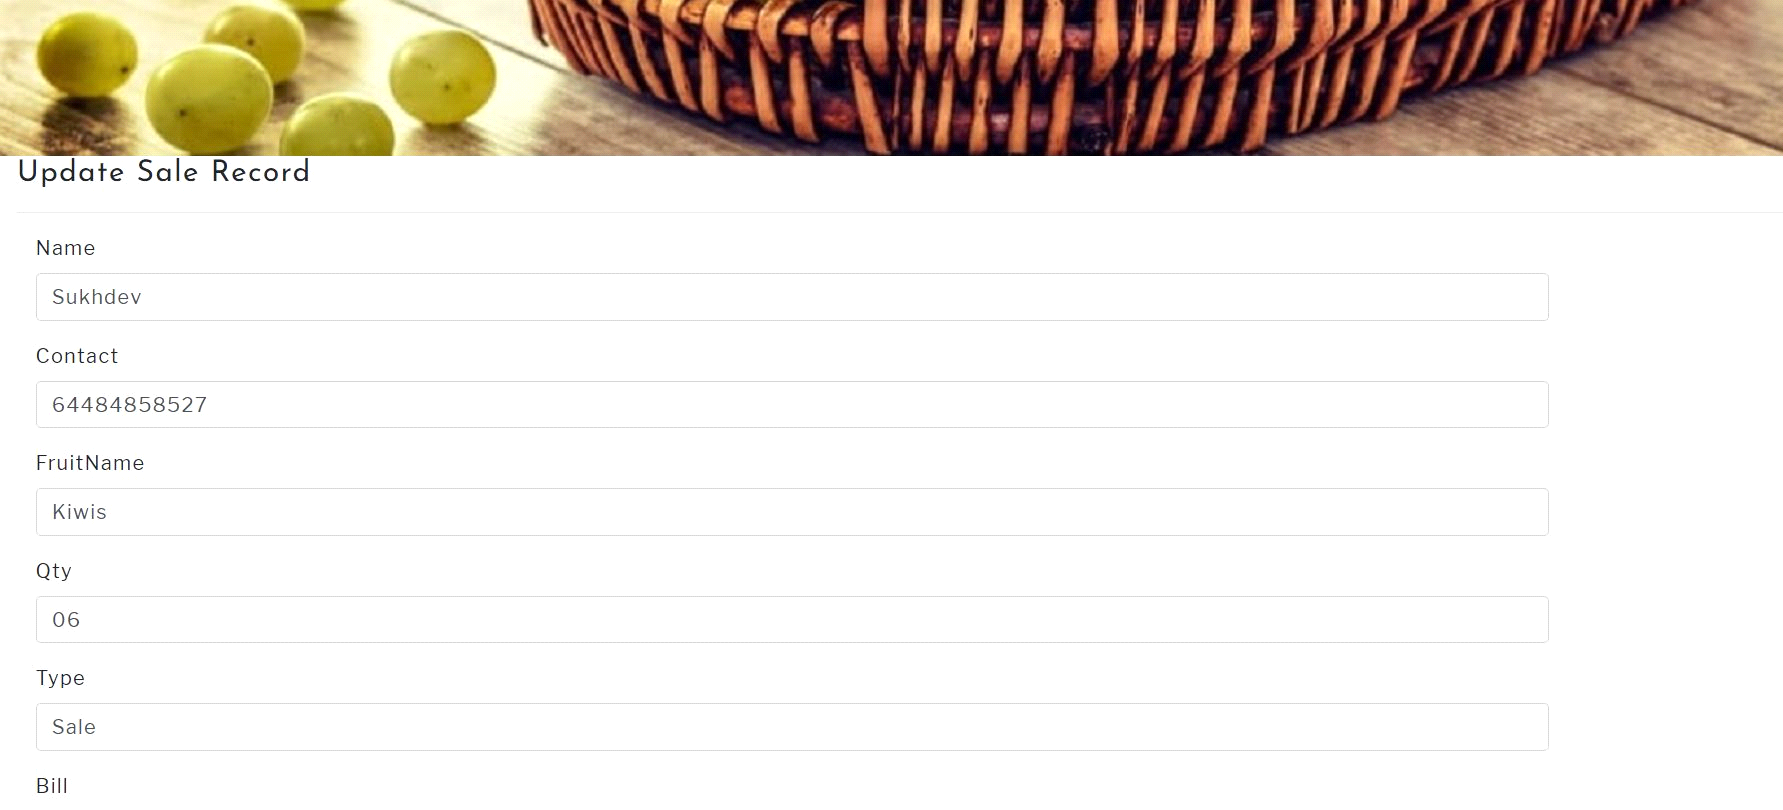 Update Sale Record
Name
Sukhdev
Contact
64484858527
FruitName
Kiwis
Qty
06
Type
Sale
Bill